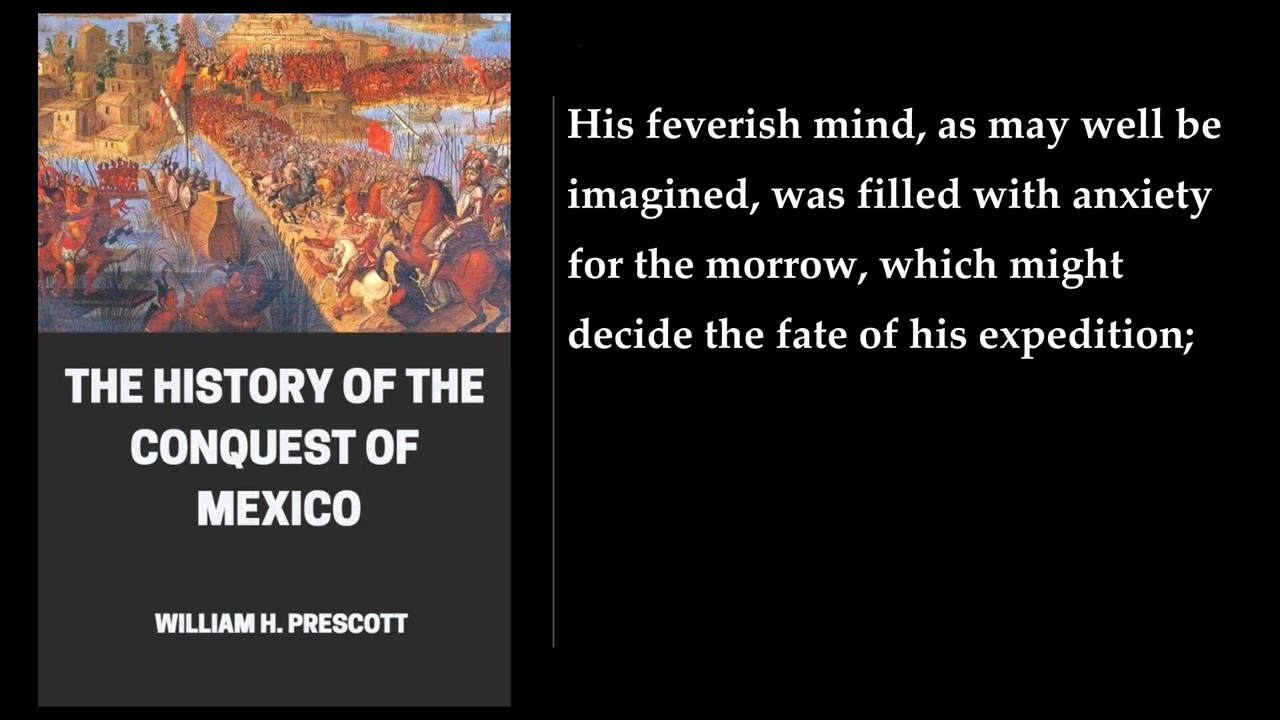 THE HISTORY OF THE
CONQUEST OF
MEXICO
WILLIAM H. PRESCOTT
His feverish mind, as may well be
imagined, was filled with anxiety
for the morrow, which might
decide the fate of his expedition;